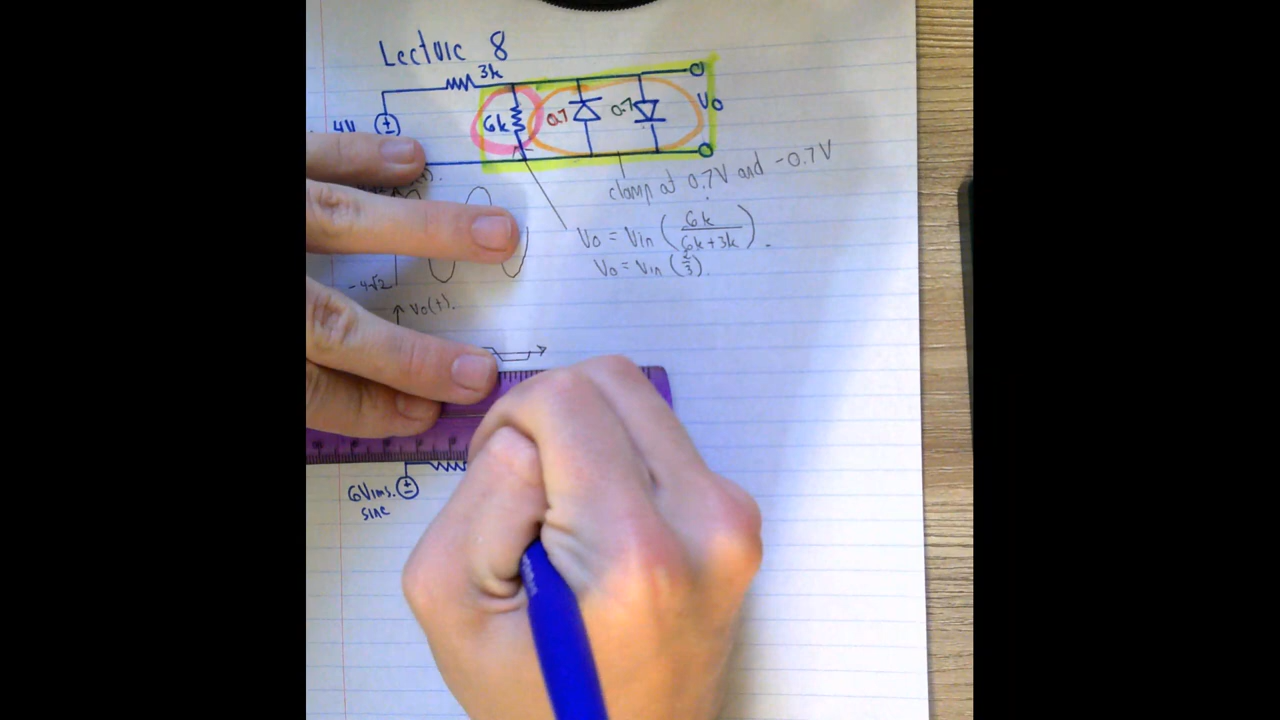 Lecture 8
3k
4V
6k
0.7
0.7
Vo
clamp at 0.7V and -0.7V
Vo = Vin (6k / 6k+3k).
Vo = Vin (2/3).
-4√2
Vo(t).
6Vrms.
sine